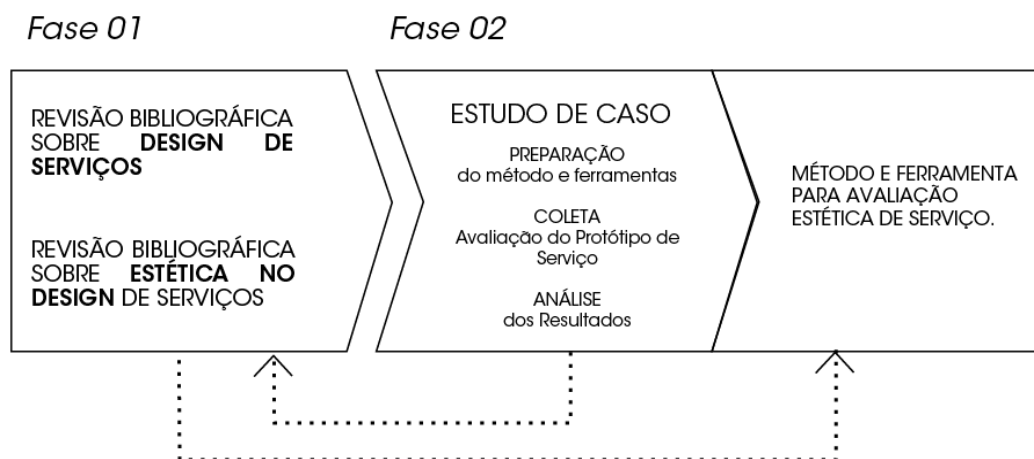 Fase 01
REVISÃO BIBLIOGRÁFICA
SOBRE DESIGN DE
SERVIÇOS
REVISÃO BIBLIOGRÁFICA
SOBRE ESTÉTICA NO
DESIGN DE SERVIÇOS
Fase 02
ESTUDO DE CASO
PREPARAÇÃO
do método e ferramentas
COLETA
Avaliação do Protótipo de
Serviço
ANÁLISE
dos Resultados
MÉTODO E FERRAMENTA
PARA AVALIAÇÃO
ESTÉTICA DE SERVIÇO.